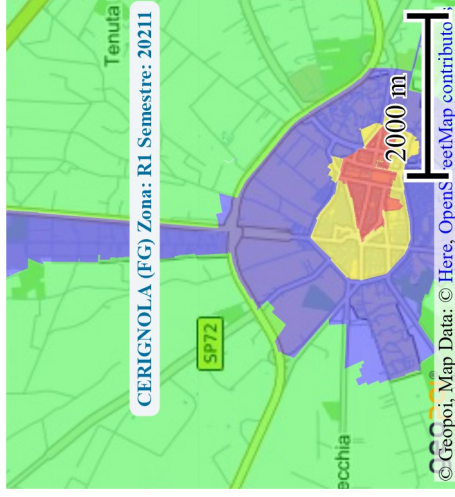 Tenuta
CERIGNOLA (FG) Zona: R1 Semestre: 20211
SP72
ecchia
2000 m
© Geopoi, Map Data: © Here, OpenStreetMap contributors